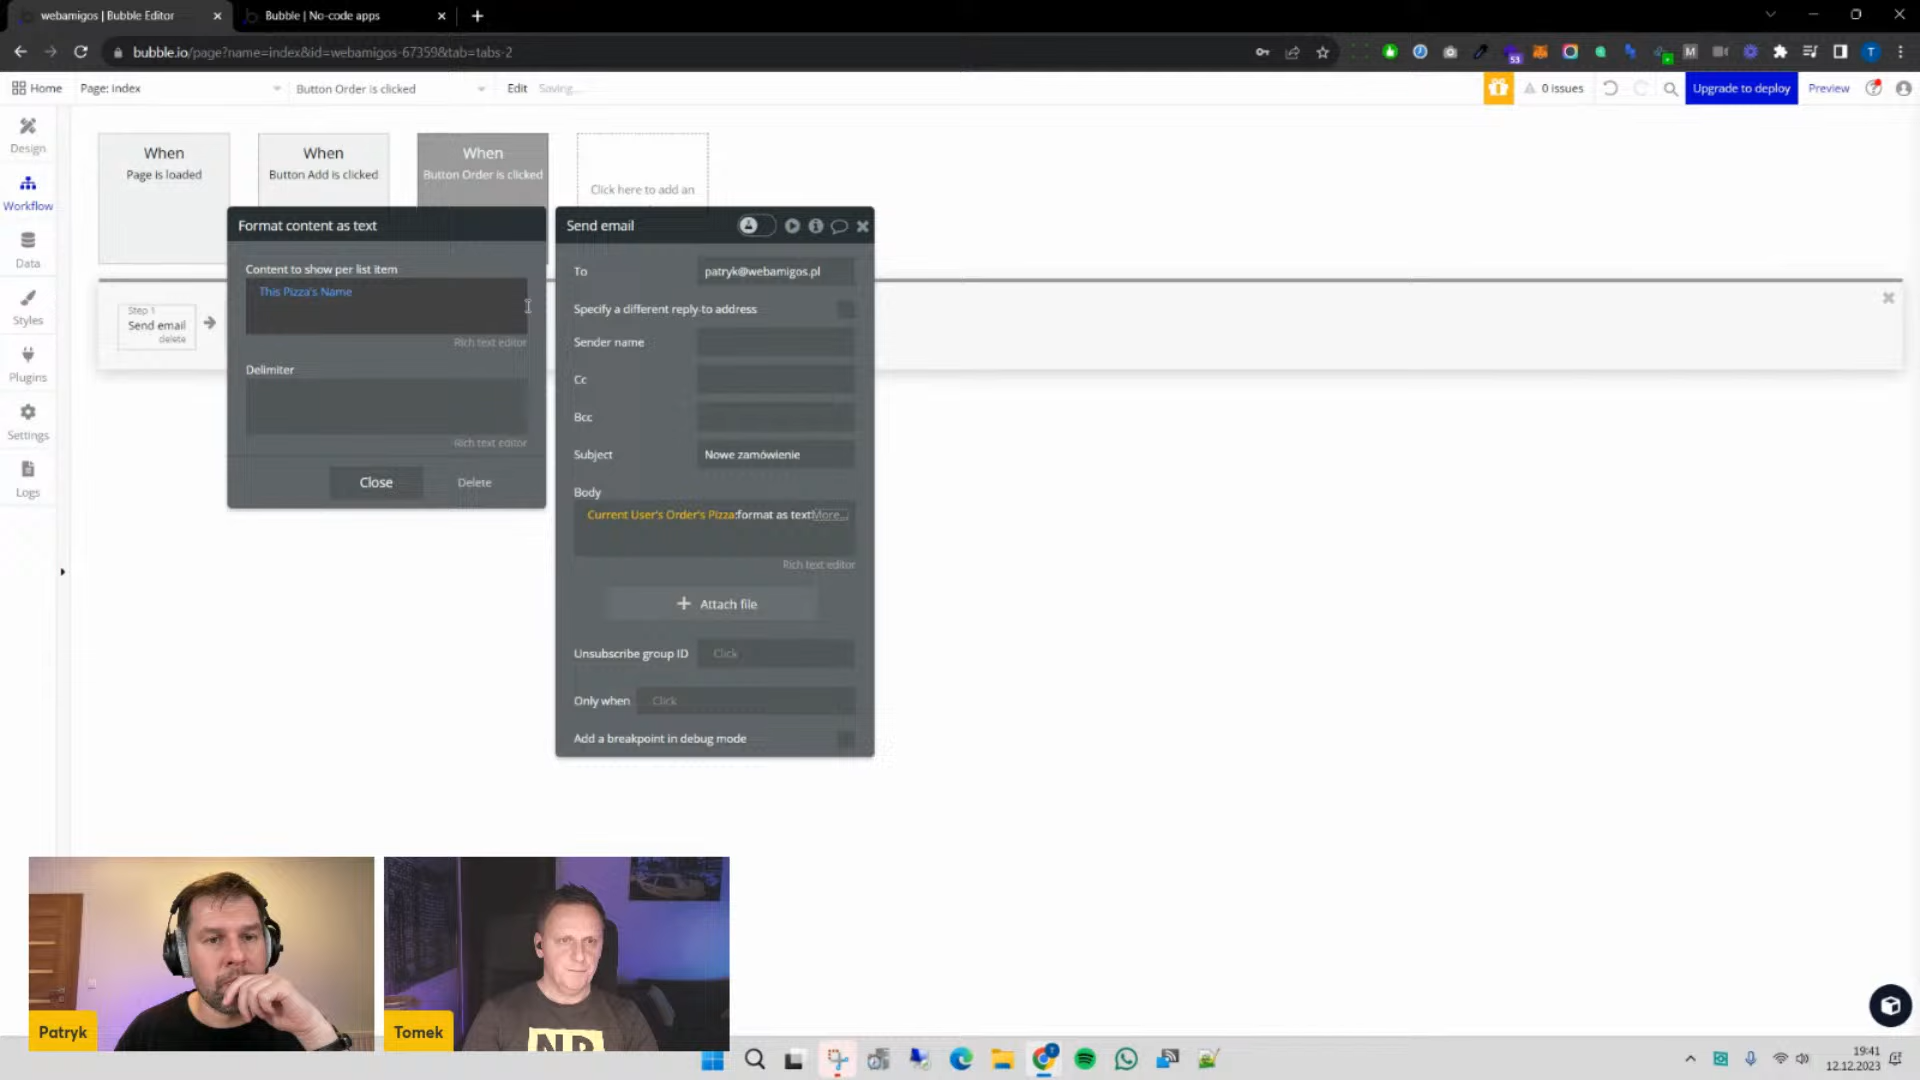 webamigos | Bubble Editor
Bubble | No-code apps
bubble.io/page?name=index&id=webamigos-67359&tab=tabs-2
53
M
T
Home
Page: Index
Button Order is clicked
Edit
Saving...
0 issues
Upgrade to deploy
Preview
Design
Workflow
Data
Styles
Plugins
Settings
Logs
When
Page is loaded
When
Button Add is clicked
When
Button Order is clicked
Click here to add an
Step 1
Send email
delete
Format content as text
Content to show per list item
This Pizza's Name
Rich text editor
Delimiter
Rich text editor
Close
Delete
Send email
To
patryk@webamigos.pl
Specify a different reply-to address
Sender name
Cc
Bcc
Subject
Nowe zamówienie
Body
Current User's Order's Pizza:format as text More...
Rich text editor
Attach file
Unsubscribe group ID
Click
Only when
Click
Add a breakpoint in debug mode
Patryk
Tomek
19:41
12.12.2023